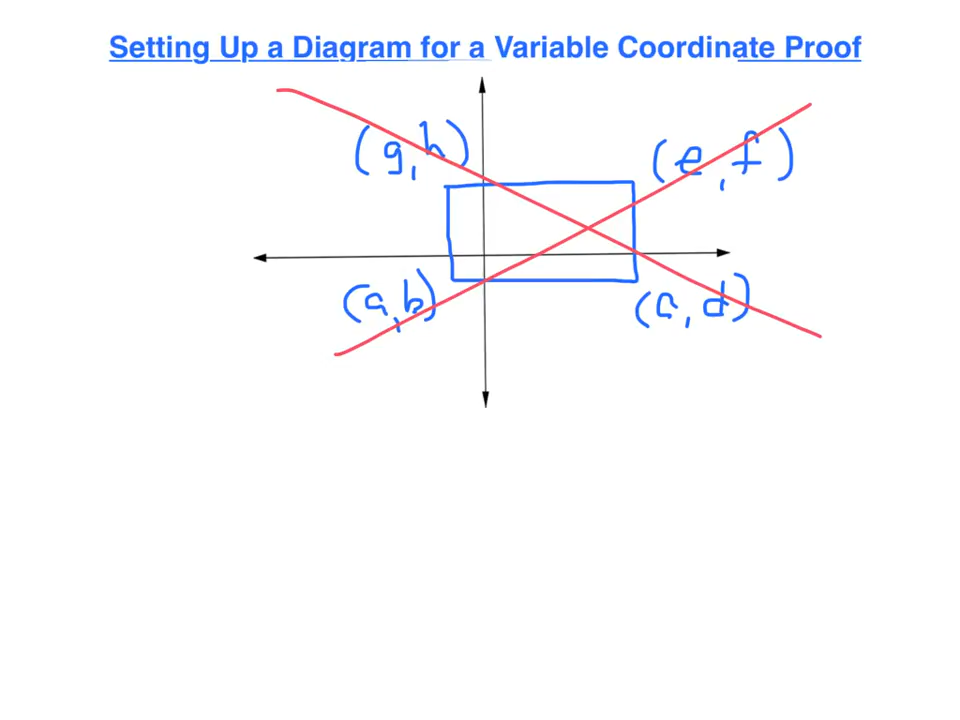 Setting Up a Diagram for a Variable Coordinate Proof
(g,h)
(e,f)
(a,b)
(c,d)